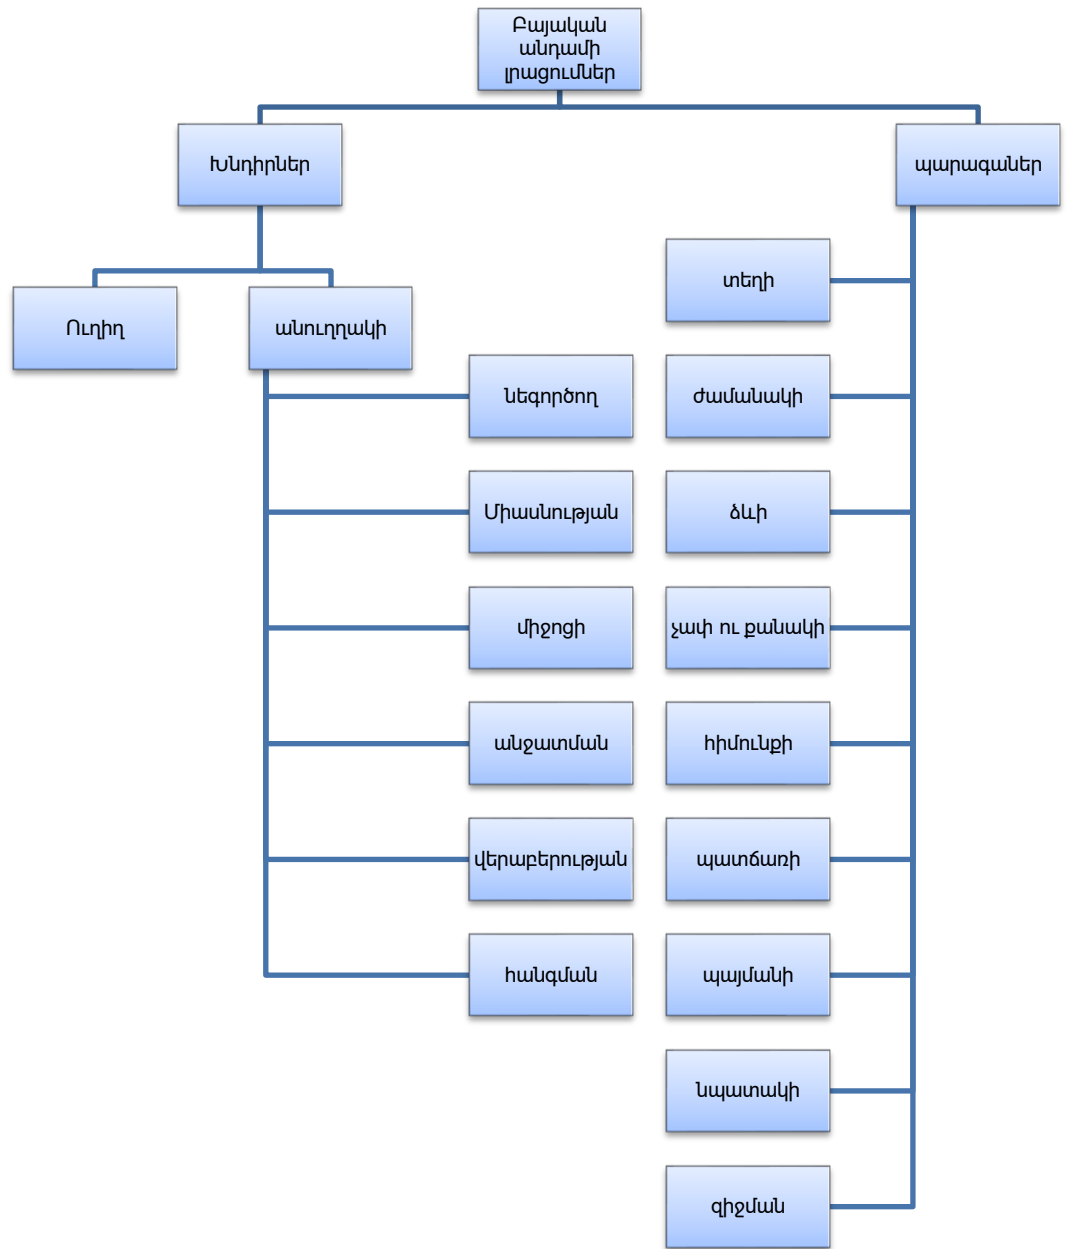 Բայական
անդամի
լրացումներ
Խնդիրներ
պարագաներ
Ուղիղ
անուղղակի
տեղի
նեգործող
ժամանակի
Միասնության
ձևի
միջոցի
չափ ու քանակի
անջատման
հիմունքի
վերաբերության
պատճառի
հանգման
պայմանի
նպատակի
զիջման